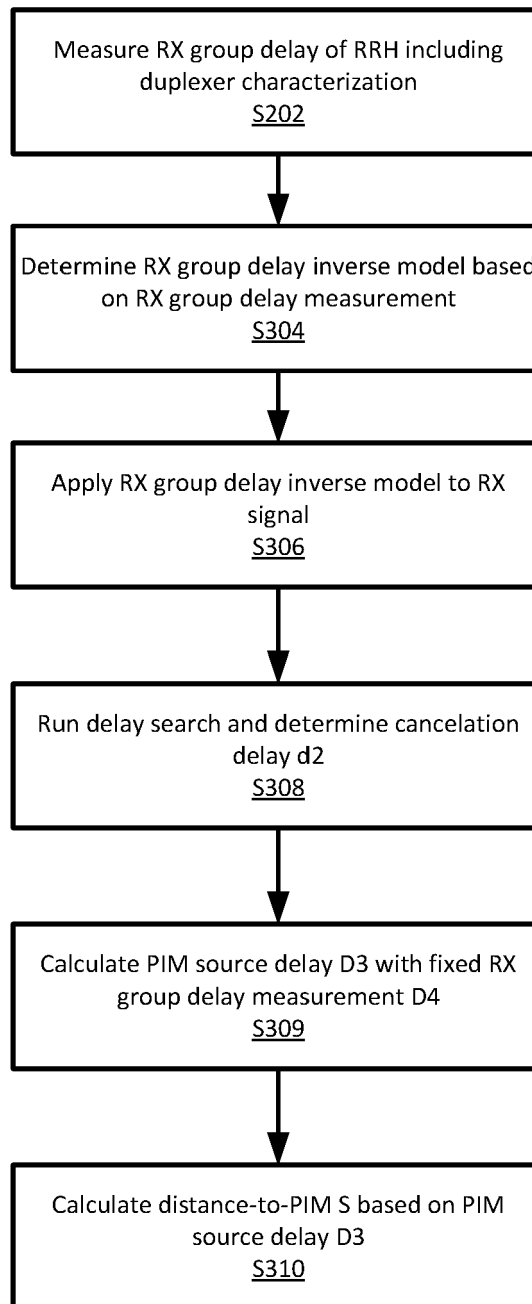 Measure RX group delay of RRH including
duplexer characterization
S202
Determine RX group delay inverse model based
on RX group delay measurement
S304
Apply RX group delay inverse model to RX
signal
S306
Run delay search and determine cancelation
delay d2
S308
Calculate PIM source delay D3 with fixed RX
group delay measurement D4
S309
Calculate distance-to-PIM S based on PIM
source delay D3
S310